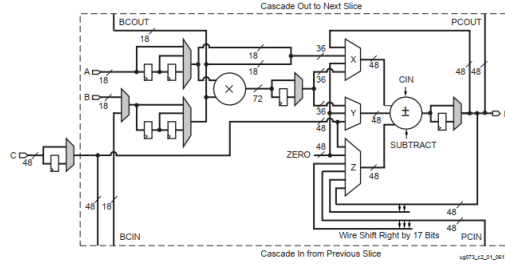 Cascade Out to Next Slice
BCOUT
PCOUT
18
18
36
X
48
48
48
A
18
18
CIN
B
18
×
72
36
Y
48
±
48
SUBTRACT
C
48
ZERO
48
Z
48
48
18
48
Wire Shift Right by 17 Bits
48
BCIN
PCIN
Cascade In from Previous Slice